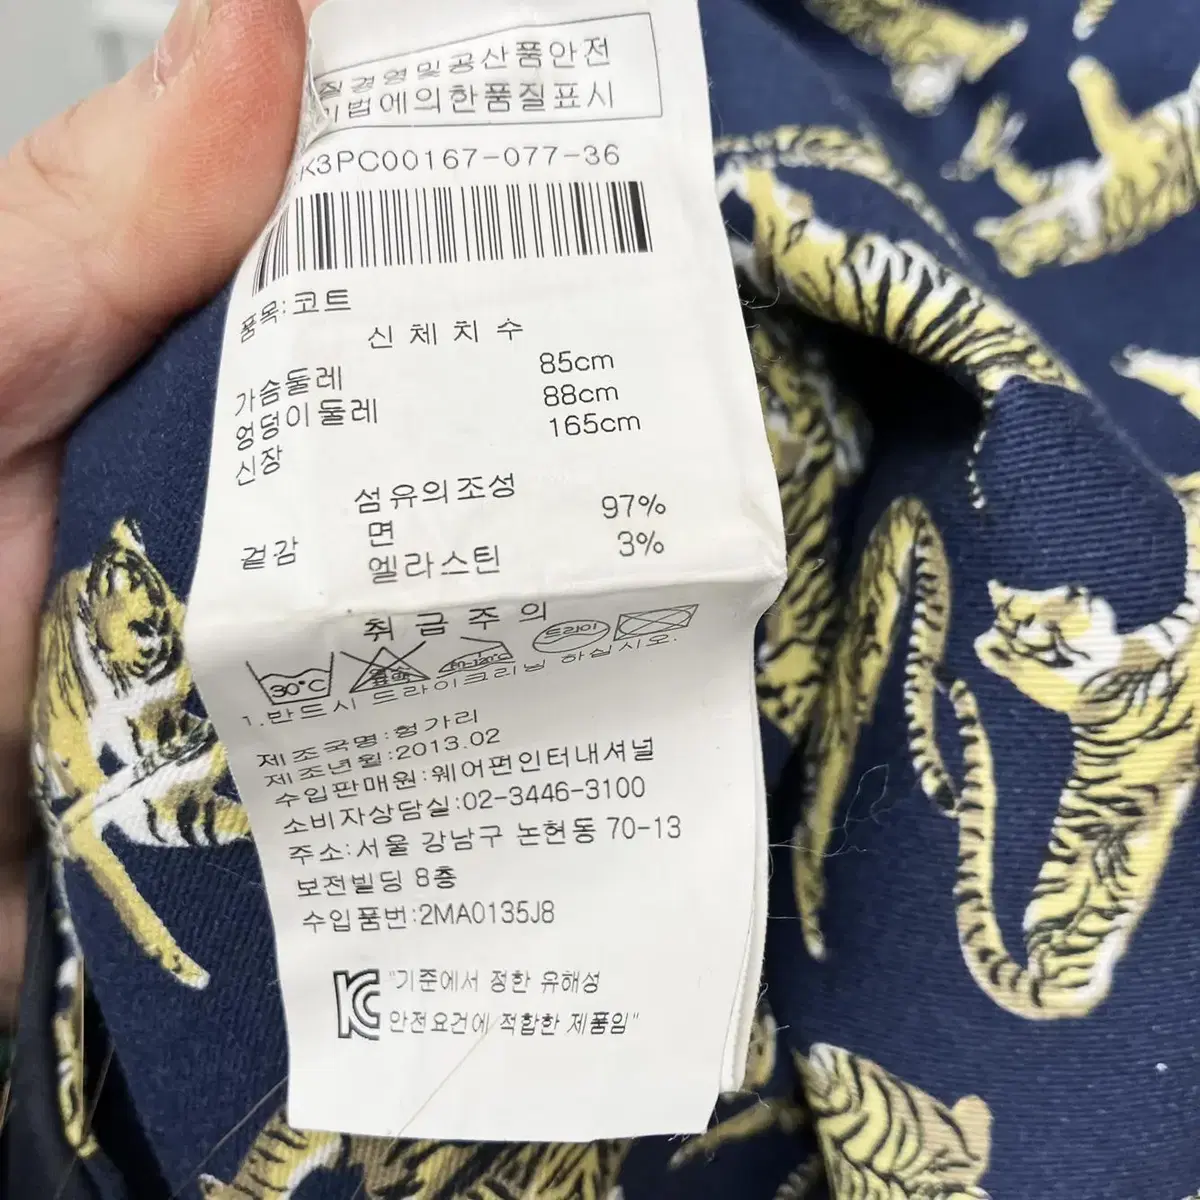 질경영및공산품안전
법에의한품질표시
K3PC00167-077-36
품목:코트
신체치수
가슴둘레 85cm
엉덩이둘레 88cm
신장 165cm
섬유의조성
겉감 면 97%
엘라스틴 3%
취급주의
30°C 드라이
1.반드시 드라이크리닝 하십시오.
제조국명:헝가리
제조년월:2013.02
수입판매원:웨어펀인터내셔널
소비자상담실:02-3446-3100
주소:서울 강남구 논현동 70-13
보전빌딩 8층
수입품번:2MA0135J8
"기준에서 정한 유해성
안전요건에 적합한 제품임"